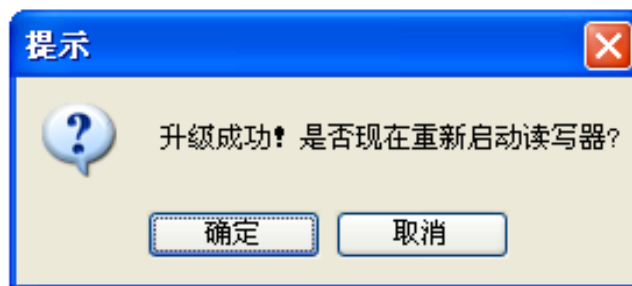 提示
升级成功！是否现在重新启动读写器？
确定
取消